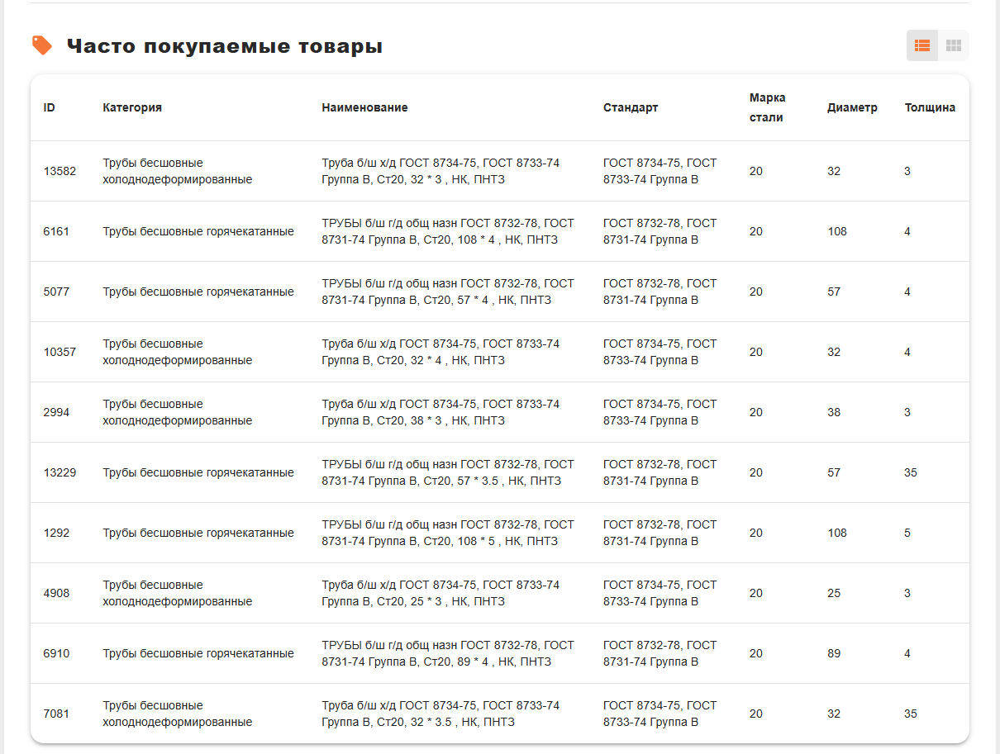 Часто покупаемые товары
ID Категория Наименование Стандарт Марка стали Диаметр Толщина
13582 Трубы бесшовные Труба б/ш х/д ГОСТ 8734-75, ГОСТ 8733-74 ГОСТ 8734-75, ГОСТ 20 32 3
холоднодеформированные Группа В, Ст20, 32 * 3 , НК, ПНТЗ 8733-74 Группа В
6161 Трубы бесшовные горячекатанные ТРУБЫ б/ш г/д общ назн ГОСТ 8732-78, ГОСТ ГОСТ 8732-78, ГОСТ 20 108 4
8731-74 Группа В, Ст20, 108 * 4 , НК, ПНТЗ 8731-74 Группа В
5077 Трубы бесшовные горячекатанные ТРУБЫ б/ш г/д общ назн ГОСТ 8732-78, ГОСТ ГОСТ 8732-78, ГОСТ 20 57 4
8731-74 Группа В, Ст20, 57 * 4 , НК, ПНТЗ 8731-74 Группа В
10357 Трубы бесшовные Труба б/ш х/д ГОСТ 8734-75, ГОСТ 8733-74 ГОСТ 8734-75, ГОСТ 20 32 4
холоднодеформированные Группа В, Ст20, 32 * 4 , НК, ПНТЗ 8733-74 Группа В
2994 Трубы бесшовные Труба б/ш х/д ГОСТ 8734-75, ГОСТ 8733-74 ГОСТ 8734-75, ГОСТ 20 38 3
холоднодеформированные Группа В, Ст20, 38 * 3 , НК, ПНТЗ 8733-74 Группа В
13229 Трубы бесшовные горячекатанные ТРУБЫ б/ш г/д общ назн ГОСТ 8732-78, ГОСТ ГОСТ 8732-78, ГОСТ 20 57 35
8731-74 Группа В, Ст20, 57 * 3.5 , НК, ПНТЗ 8731-74 Группа В
1292 Трубы бесшовные горячекатанные ТРУБЫ б/ш г/д общ назн ГОСТ 8732-78, ГОСТ ГОСТ 8732-78, ГОСТ 20 108 5
8731-74 Группа В, Ст20, 108 * 5 , НК, ПНТЗ 8731-74 Группа В
4908 Трубы бесшовные Труба б/ш х/д ГОСТ 8734-75, ГОСТ 8733-74 ГОСТ 8734-75, ГОСТ 20 25 3
холоднодеформированные Группа В, Ст20, 25 * 3 , НК, ПНТЗ 8733-74 Группа В
6910 Трубы бесшовные горячекатанные ТРУБЫ б/ш г/д общ назн ГОСТ 8732-78, ГОСТ ГОСТ 8732-78, ГОСТ 20 89 4
8731-74 Группа В, Ст20, 89 * 4 , НК, ПНТЗ 8731-74 Группа В
7081 Трубы бесшовные Труба б/ш х/д ГОСТ 8734-75, ГОСТ 8733-74 ГОСТ 8734-75, ГОСТ 20 32 35
холоднодеформированные Группа В, Ст20, 32 * 3.5 , НК, ПНТЗ 8733-74 Группа В